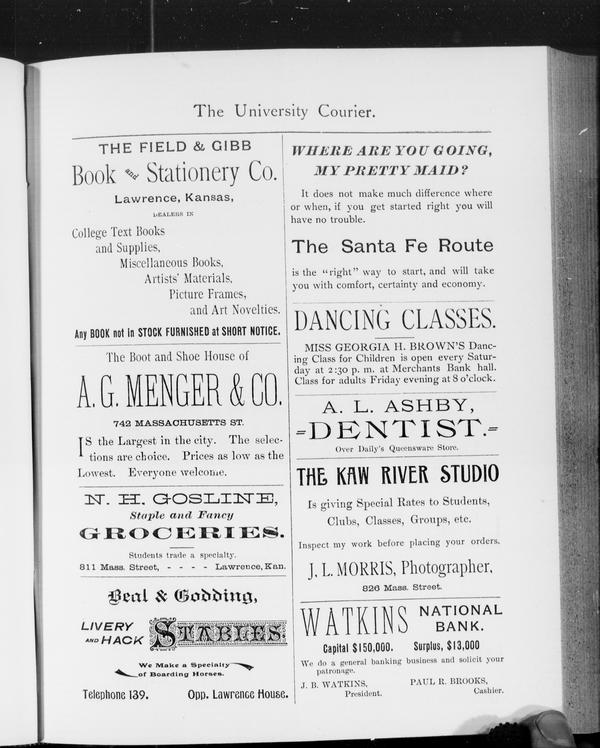 The University Courier.
THE FIELD & GIBB
Book and Stationery Co.
Lawrence, Kansas,
DEALERS IN
College Text Books
and Supplies,
Miscellaneous Books,
Artists' Materials,
Picture Frames,
and Art Novelties.
Any BOOK not in STOCK FURNISHED at SHORT NOTICE.
The Boot and Shoe House of
A. G. MENGER & CO.
742 MASSACHUSETTS ST.
IS the Largest in the city. The selec-
tions are choice. Prices as low as the
Lowest. Everyone welcome.
N. H. GOSLINE,
Staple and Fancy
GROCERIES.
Students trade a specialty.
811 Mass. Street, - - - - Lawrence, Kan.
Beal & Godding,
LIVERY
AND HACK STABLES.
We Make a Specialty
of Boarding Horses.
Telephone 139. Opp. Lawrence House.
WHERE ARE YOU GOING,
MY PRETTY MAID?
It does not make much difference where
or when, if you get started right you will
have no trouble.
The Santa Fe Route
is the "right" way to start, and will take
you with comfort, certainty and economy.
DANCING CLASSES.
MISS GEORGIA H. BROWN'S Danc-
ing Class for Children is open every Satur-
day at 2:30 p. m. at Merchants Bank hall.
Class for adults Friday evening at 8 o'clock.
A. L. ASHBY,
=DENTIST.=
Over Daily's Queensware Store.
THE KAW RIVER STUDIO
Is giving Special Rates to Students,
Clubs, Classes, Groups, etc.
Inspect my work before placing your orders.
J. L. MORRIS, Photographer,
826 Mass. Street.
WATKINS NATIONAL
BANK.
Capital $150,000. Surplus, $13,000
We do a general banking business and solicit your
patronage.
J. B. WATKINS, PAUL R. BROOKS,
President. Cashier.